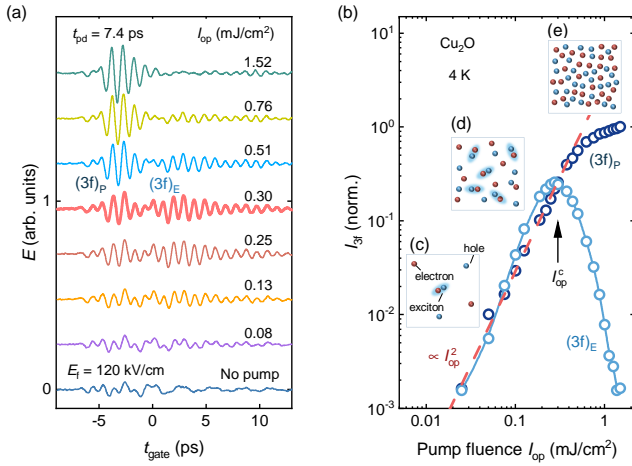 (a)
t_pd = 7.4 ps I_op (mJ/cm²)
1.52
0.76
0.51
(3f)_P (3f)_E
0.30
0.25
0.13
0.08
E_f = 120 kV/cm No pump
1
0
E (arb. units)
-5 0 5 10
t_gate (ps)
(b)
Cu₂O
4 K
(e)
(d)
(3f)_P
(c)
electron
hole
exciton
I_op^c
∝ I_op^2
(3f)_E
10¹
10⁰
10⁻¹
10⁻²
10⁻³
I_3f (norm.)
0.01 0.1 1
Pump fluence I_op (mJ/cm²)